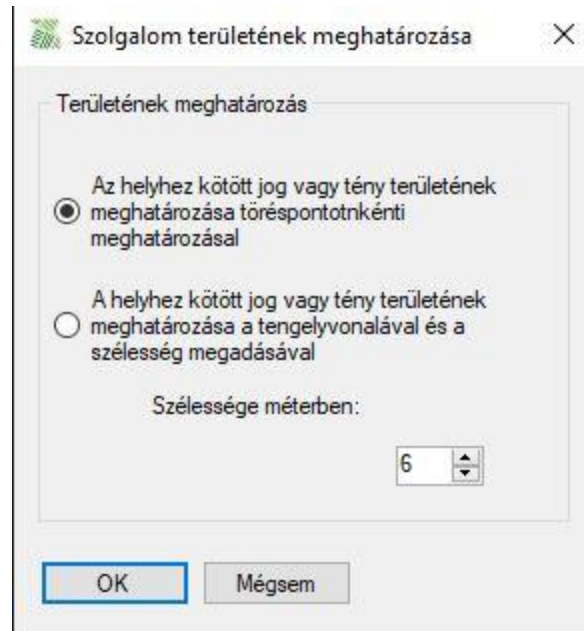 Szolgalom területének meghatározása
Területének meghatározás
Az helyhez kötött jog vagy tény területének
meghatározása töréspontotnkénti
meghatározásal
A helyhez kötött jog vagy tény területének
meghatározása a tengelyvonalával és a
szélesség megadásával
Szélessége méterben:
6
OK
Mégsem